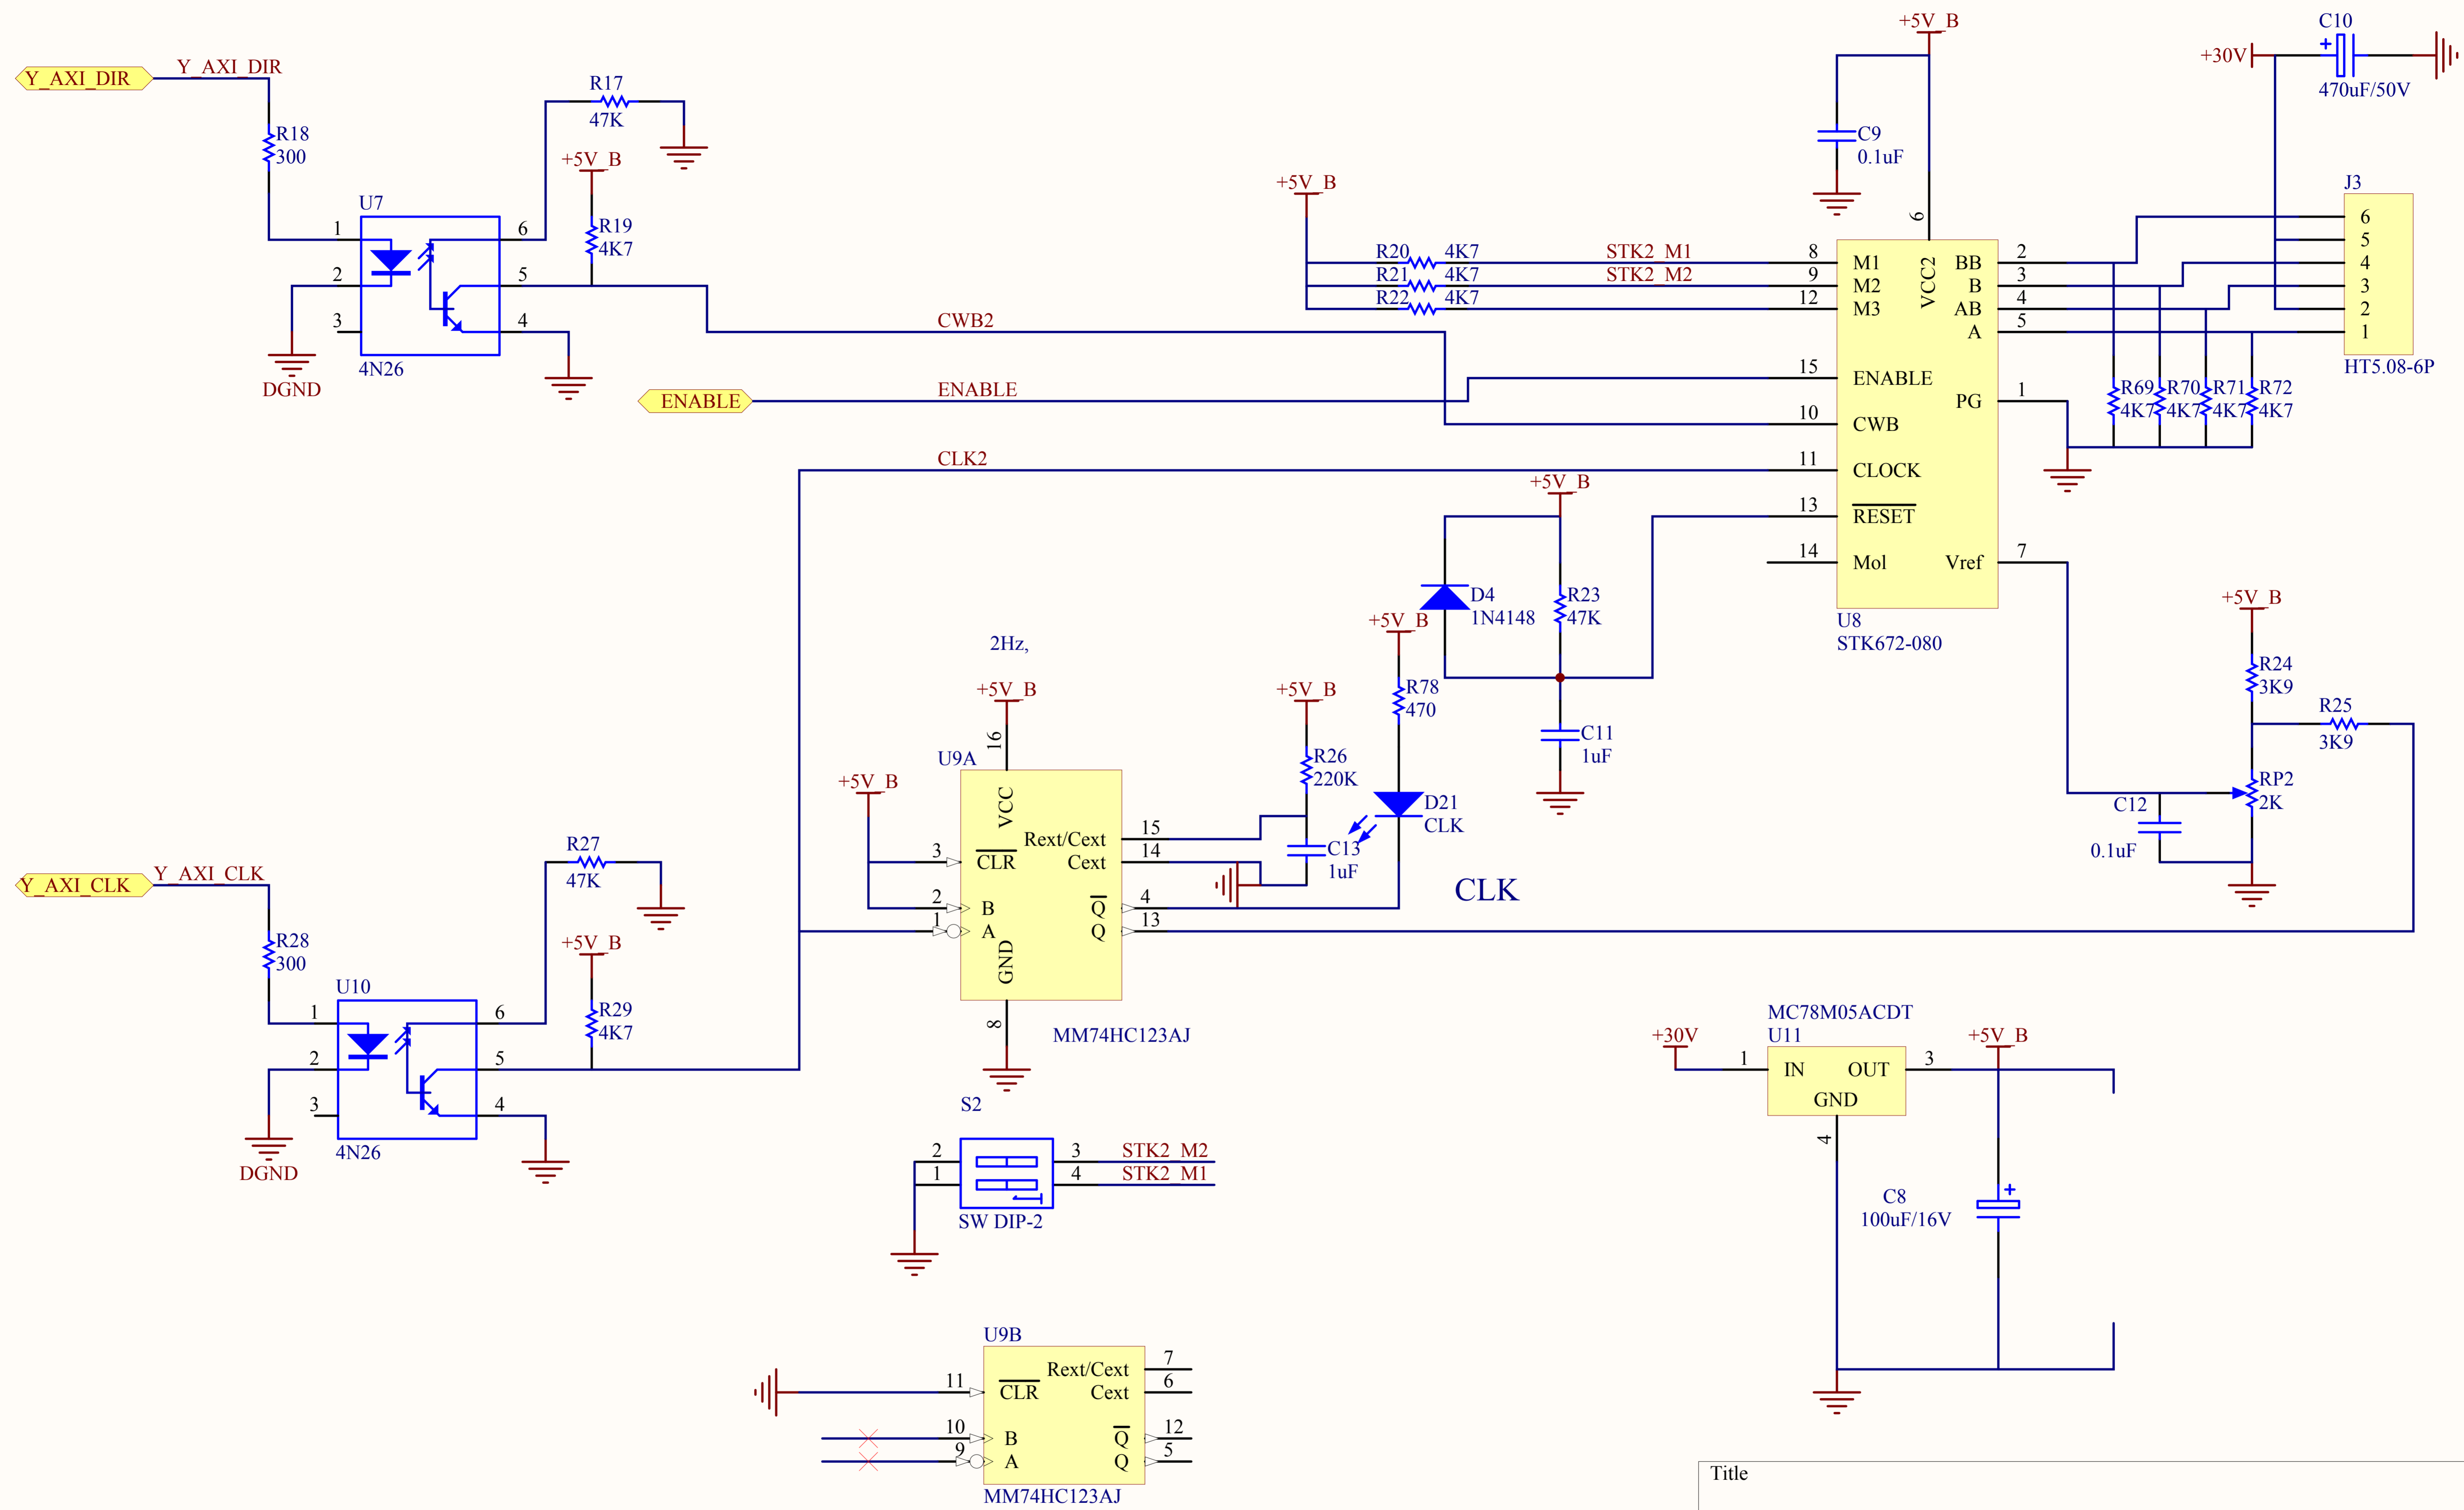 +5V_B
C10
+30V
+
470uF/50V
Y_AXI_DIR
Y_AXI_DIR
R17
47K
R18
300
C9
0.1uF
+5V_B
+5V_B
J3
U7
1
2
3
6
5
4
4N26
DGND
R19
4K7
R20
4K7
STK2_M1
R21
4K7
STK2_M2
R22
4K7
6
VCC2
8
M1
9
M2
12
M3
15
ENABLE
10
CWB
11
CLOCK
13
RESET
14
Mol
BB
2
B
3
AB
4
A
5
PG
1
Vref
7
U8
STK672-080
6
5
4
3
2
1
HT5.08-6P
R69
4K7
R70
4K7
R71
4K7
R72
4K7
CWB2
ENABLE
ENABLE
CLK2
+5V_B
D4
1N4148
R23
47K
C11
1uF
+5V_B
R78
470
D21
CLK
CLK
+5V_B
R24
3K9
R25
3K9
RP2
2K
C12
0.1uF
2Hz,
+5V_B
16
U9A
VCC
+5V_B
3
CLR
2
B
1
A
GND
8
Rext/Cext
15
Cext
14
Q
4
Q
13
MM74HC123AJ
+5V_B
R26
220K
C13
1uF
Y_AXI_CLK
Y_AXI_CLK
R27
47K
R28
300
+5V_B
R29
4K7
U10
1
2
3
6
5
4
4N26
DGND
S2
2
1
3
4
STK2_M2
STK2_M1
1
SW DIP-2
MC78M05ACDT
U11
+30V
1
IN
OUT
3
GND
4
+5V_B
C8
100uF/16V
+
U9B
11
CLR
10
B
9
A
Rext/Cext
7
Cext
6
Q
12
Q
5
MM74HC123AJ
Title